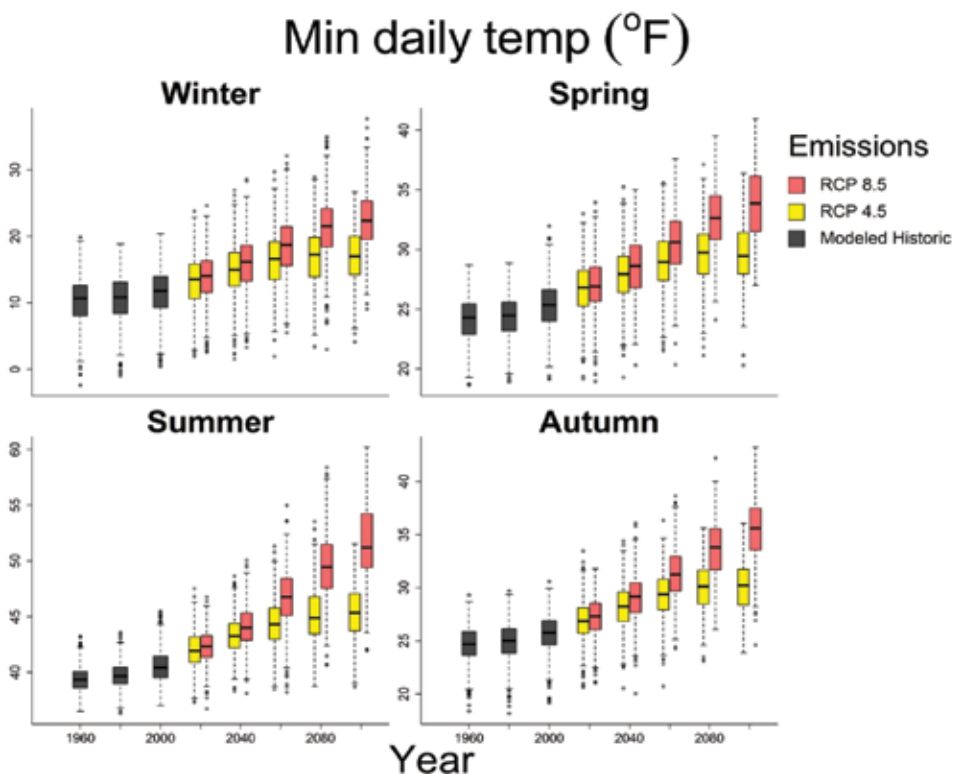 Min daily temp (°F)
Winter
Spring
30
20
10
0
40
35
30
25
20
Emissions
RCP 8.5
RCP 4.5
Modeled Historic
Summer
Autumn
60
55
50
45
40
40
35
30
25
20
1960 2000 2040 2080
1960 2000 2040 2080
Year